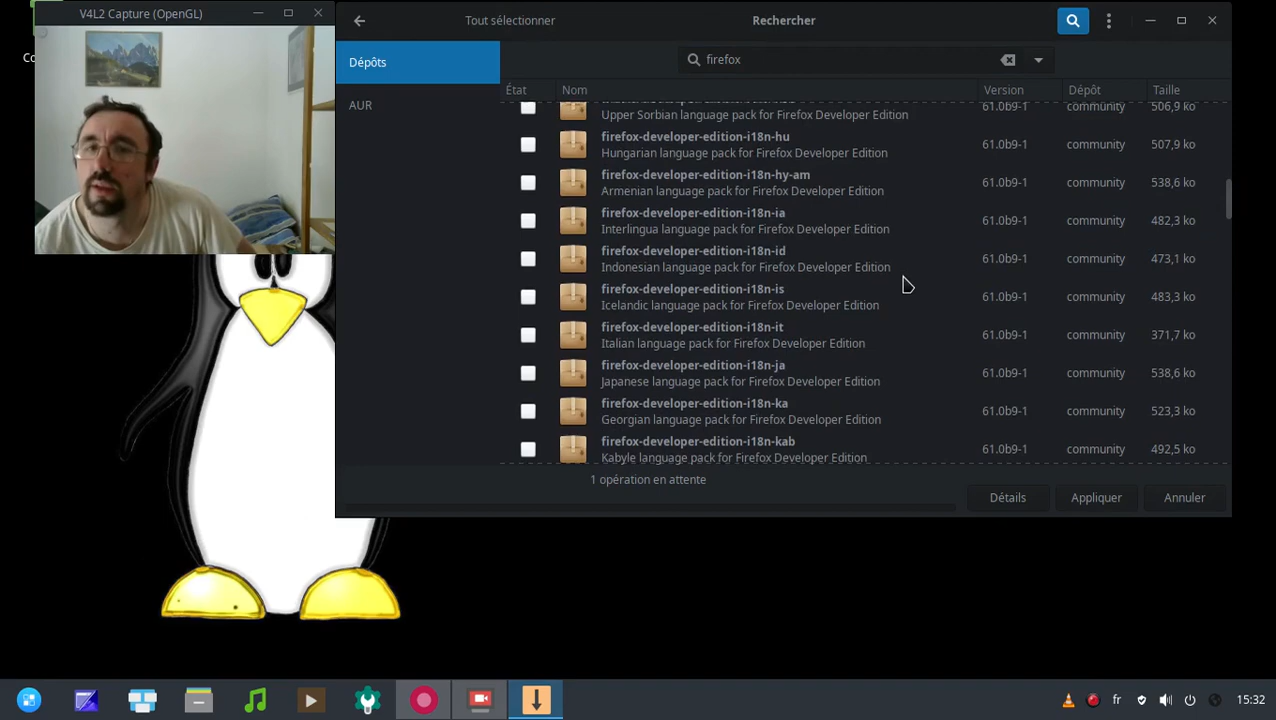 V4L2 Capture (OpenGL)
Co
Tout sélectionner
Rechercher
Dépôts
AUR
firefox
État Nom Version Dépôt Taille
61.0b9-1 community 506,9 ko
Upper Sorbian language pack for Firefox Developer Edition
firefox-developer-edition-i18n-hu 61.0b9-1 community 507,9 ko
Hungarian language pack for Firefox Developer Edition
firefox-developer-edition-i18n-hy-am 61.0b9-1 community 538,6 ko
Armenian language pack for Firefox Developer Edition
firefox-developer-edition-i18n-ia 61.0b9-1 community 482,3 ko
Interlingua language pack for Firefox Developer Edition
firefox-developer-edition-i18n-id 61.0b9-1 community 473,1 ko
Indonesian language pack for Firefox Developer Edition
firefox-developer-edition-i18n-is 61.0b9-1 community 483,3 ko
Icelandic language pack for Firefox Developer Edition
firefox-developer-edition-i18n-it 61.0b9-1 community 371,7 ko
Italian language pack for Firefox Developer Edition
firefox-developer-edition-i18n-ja 61.0b9-1 community 538,6 ko
Japanese language pack for Firefox Developer Edition
firefox-developer-edition-i18n-ka 61.0b9-1 community 523,3 ko
Georgian language pack for Firefox Developer Edition
firefox-developer-edition-i18n-kab 61.0b9-1 community 492,5 ko
Kabyle language pack for Firefox Developer Edition
1 opération en attente
Détails
Appliquer
Annuler
fr
15:32